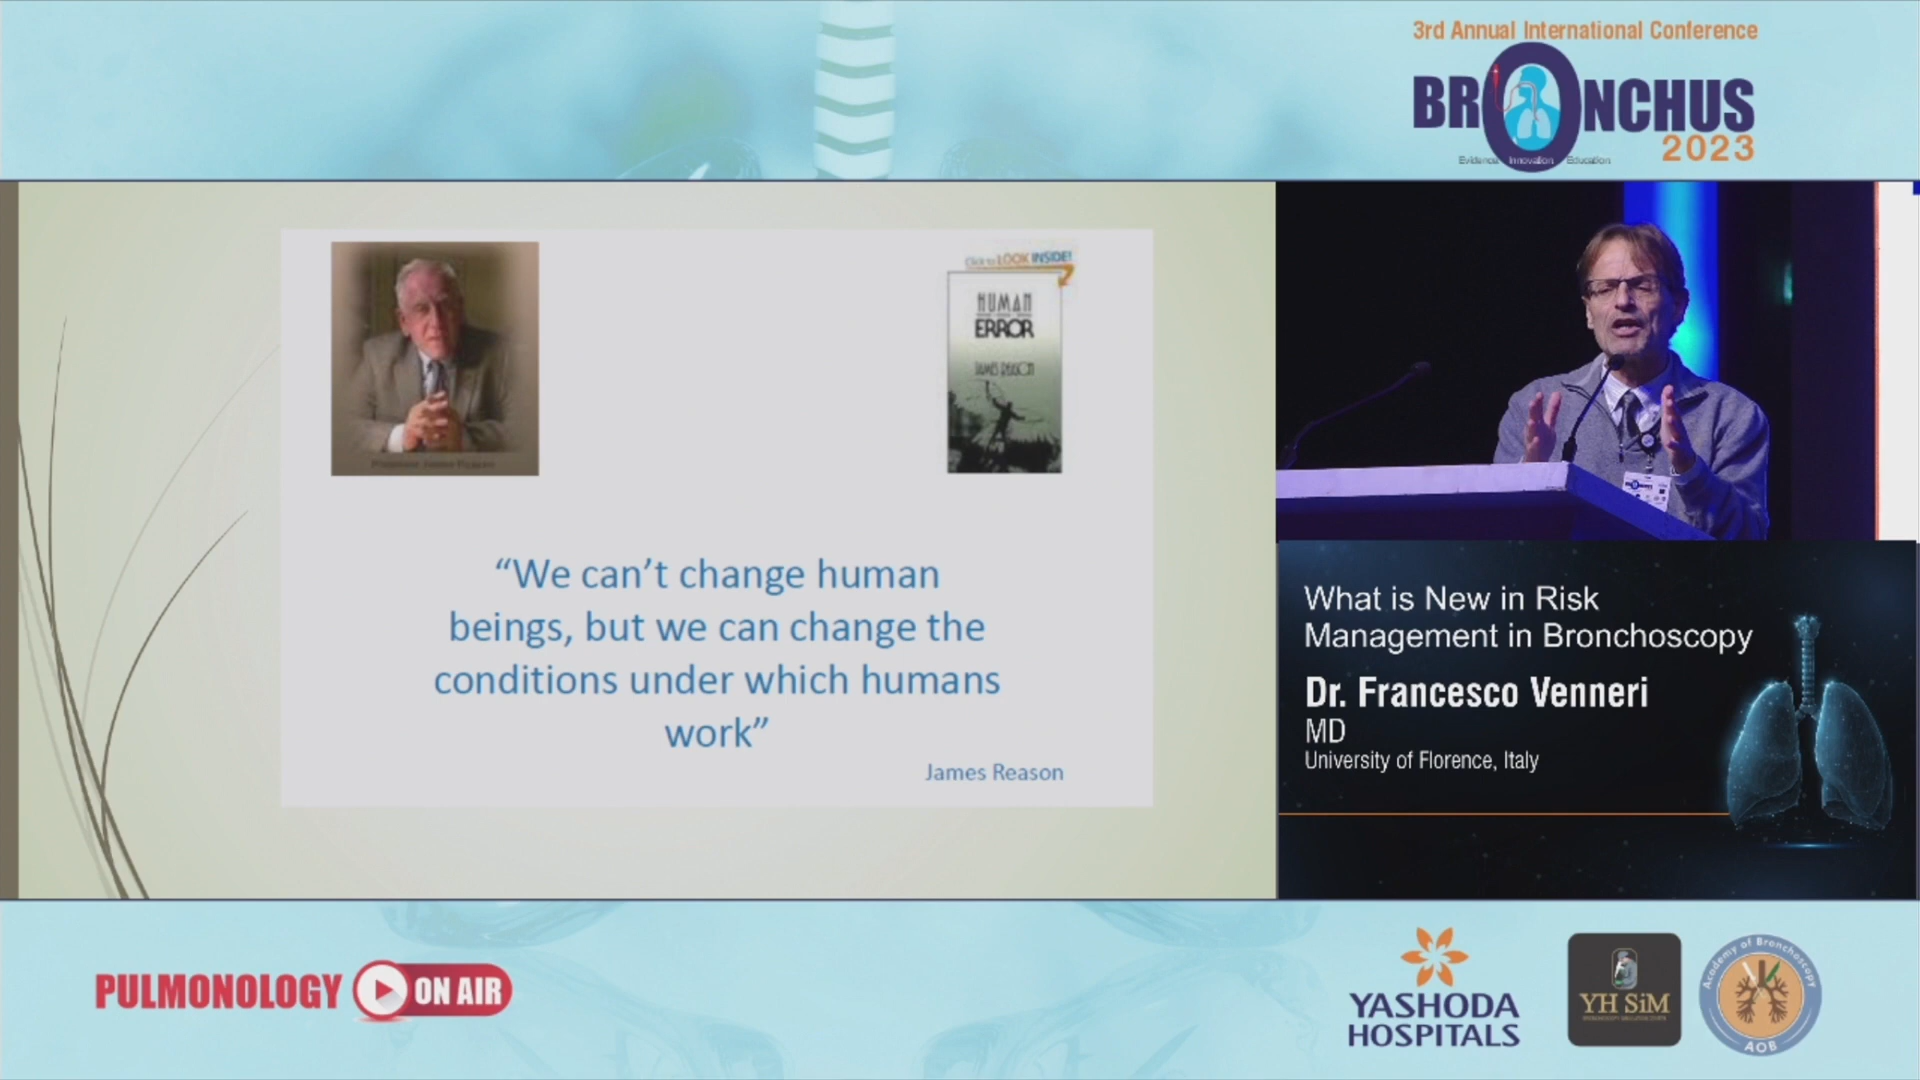 3rd Annual International Conference
BRONCHUS
2023
Evidence Innovation Education
Click to LOOK INSIDE!
HUMAN
ERROR
JAMES REASON
“We can’t change human
beings, but we can change the
conditions under which humans
work”
James Reason
What is New in Risk
Management in Bronchoscopy
Dr. Francesco Venneri
MD
University of Florence, Italy
PULMONOLOGY ON AIR
YASHODA
HOSPITALS
YH SiM
Academy of Bronchoscopy
AOB